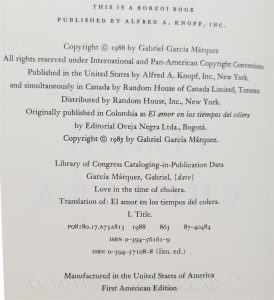 THIS IS A BORZOI BOOK
PUBLISHED BY ALFRED A. KNOPF, INC.
Copyright © 1988 by Gabriel García Márquez
All rights reserved under International and Pan-American Copyright Conventions.
Published in the United States by Alfred A. Knopf, Inc., New York,
and simultaneously in Canada by Random House of Canada Limited, Toronto.
Distributed by Random House, Inc., New York.
Originally published in Colombia as El amor en los tiempos del cólera
by Editorial Oveja Negra Ltda, Bogotá.
Copyright © 1985 by Gabriel García Márquez.
Library of Congress Cataloging-in-Publication Data
García Márquez, Gabriel, [date]
Love in the time of cholera.
Translation of: El amor en los tiempos del cólera.
I. Title.
PQ8180.17.A73A813 1988 863 87-40484
ISBN 0-394-56161-9
ISBN 0-394-57108-8 (lim. ed.)
Manufactured in the United States of America
First American Edition